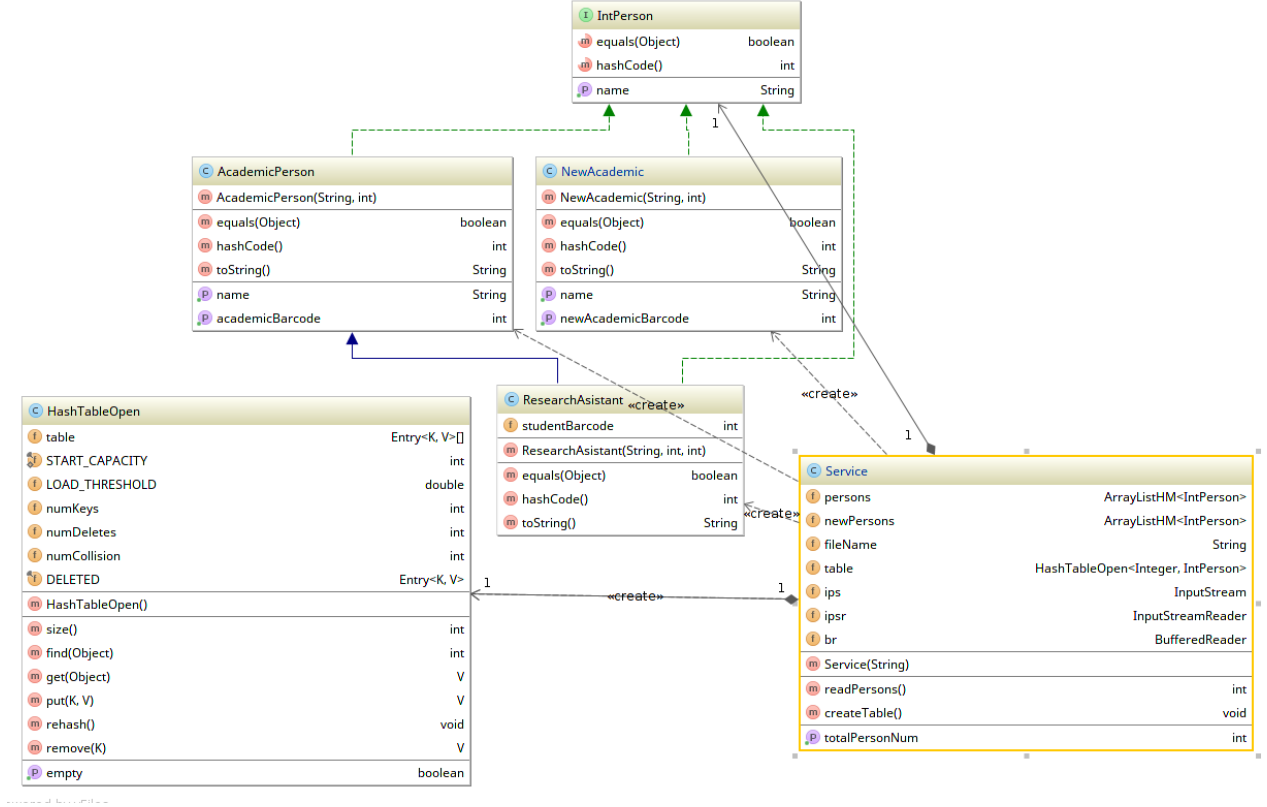 IntPerson
equals(Object) boolean
hashCode() int
name String
1
AcademicPerson
AcademicPerson(String, int)
equals(Object) boolean
hashCode() int
toString() String
name String
academicBarcode int
NewAcademic
NewAcademic(String, int)
equals(Object) boolean
hashCode() int
toString() String
name String
newAcademicBarcode int
«create»
1
HashTableOpen
table Entry<K, V>[]
START_CAPACITY int
LOAD_THRESHOLD double
numKeys int
numDeletes int
numCollision int
DELETED Entry<K, V>
HashTableOpen()
size() int
find(Object) int
get(Object) V
put(K, V) V
rehash() void
remove(K) V
empty boolean
ResearchAsistant
«create»
studentBarcode int
ResearchAsistant(String, int, int)
equals(Object) boolean
hashCode() int
toString() String
«create»
1
«create»
1
Service
persons ArrayListHM<IntPerson>
newPersons ArrayListHM<IntPerson>
fileName String
table HashTableOpen<Integer, IntPerson>
ips InputStream
ipsr InputStreamReader
br BufferedReader
Service(String)
readPersons() int
createTable() void
totalPersonNum int